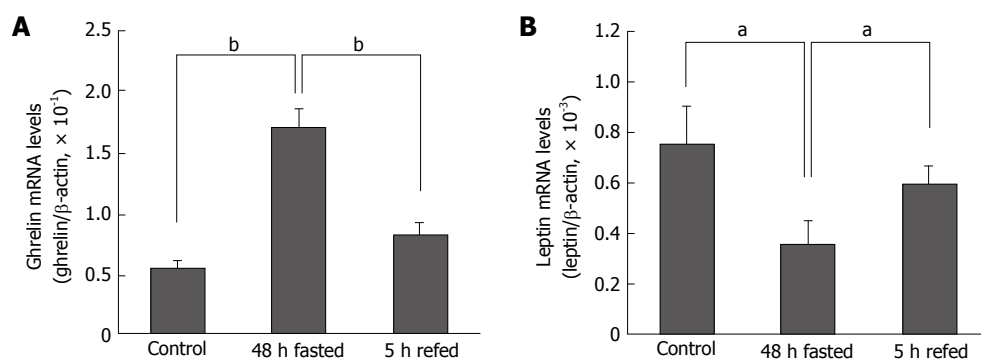 A
Ghrelin mRNA levels
(ghrelin/β-actin, × 10⁻¹)
2.5
2.0
1.5
1.0
0.5
0
b
b
Control
48 h fasted
5 h refed
B
Leptin mRNA levels
(leptin/β-actin, × 10⁻³)
1.2
1.0
0.8
0.6
0.4
0.2
0
a
a
Control
48 h fasted
5 h refed